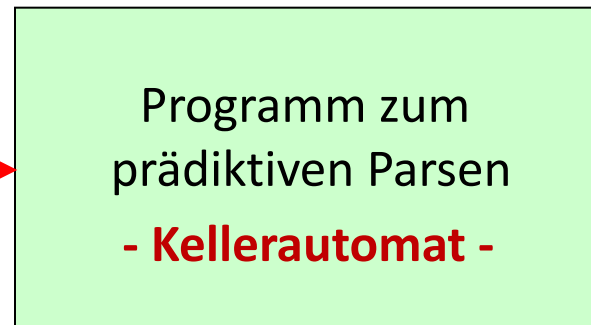 Programm zum
prädiktiven Parsen
- Kellerautomat -